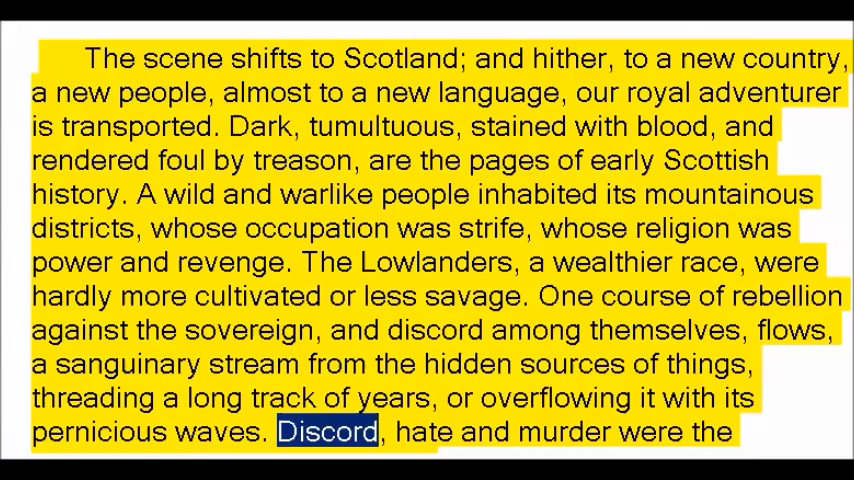 The scene shifts to Scotland; and hither, to a new country,
a new people, almost to a new language, our royal adventurer
is transported. Dark, tumultuous, stained with blood, and
rendered foul by treason, are the pages of early Scottish
history. A wild and warlike people inhabited its mountainous
districts, whose occupation was strife, whose religion was
power and revenge. The Lowlanders, a wealthier race, were
hardly more cultivated or less savage. One course of rebellion
against the sovereign, and discord among themselves, flows,
a sanguinary stream from the hidden sources of things,
threading a long track of years, or overflowing it with its
pernicious waves. Discord, hate and murder were the